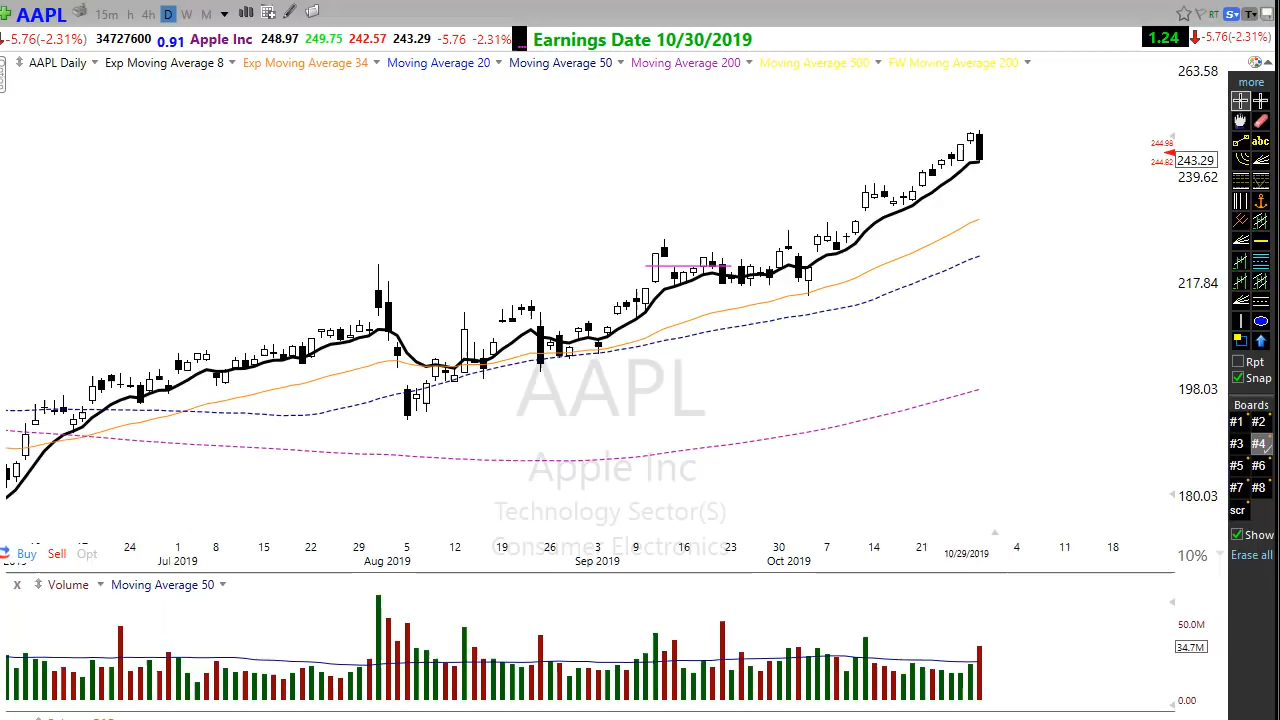 AAPL 15m h 4h D W M RT S T
-5.76(-2.31%) 34727600 0.91 Apple Inc 248.97 249.75 242.57 243.29 -5.76 -2.31% Earnings Date 10/30/2019 1.24 -5.76(-2.31%)
AAPL Daily Exp Moving Average 8 Exp Moving Average 34 Moving Average 20 Moving Average 50 Moving Average 200 Moving Average 500 FW Moving Average 200
263.58
more
abc
244.98
244.62
243.29
239.62
217.84
Rpt
Snap
AAPL
198.03
Boards
#1 #2
#3 #4
Apple Inc
#5 #6
#7 #8
180.03
Technology Sector(S)
scr
Show
Consumer Electronics
24 1 8 15 22 29 5 12 19 26 3 9 16 23 30 7 14 21 10/29/2019 4 11 18
Buy Sell Opt
10%
Erase all
Jul 2019 Aug 2019 Sep 2019 Oct 2019
X Volume Moving Average 50
50.0M
34.7M
0.00